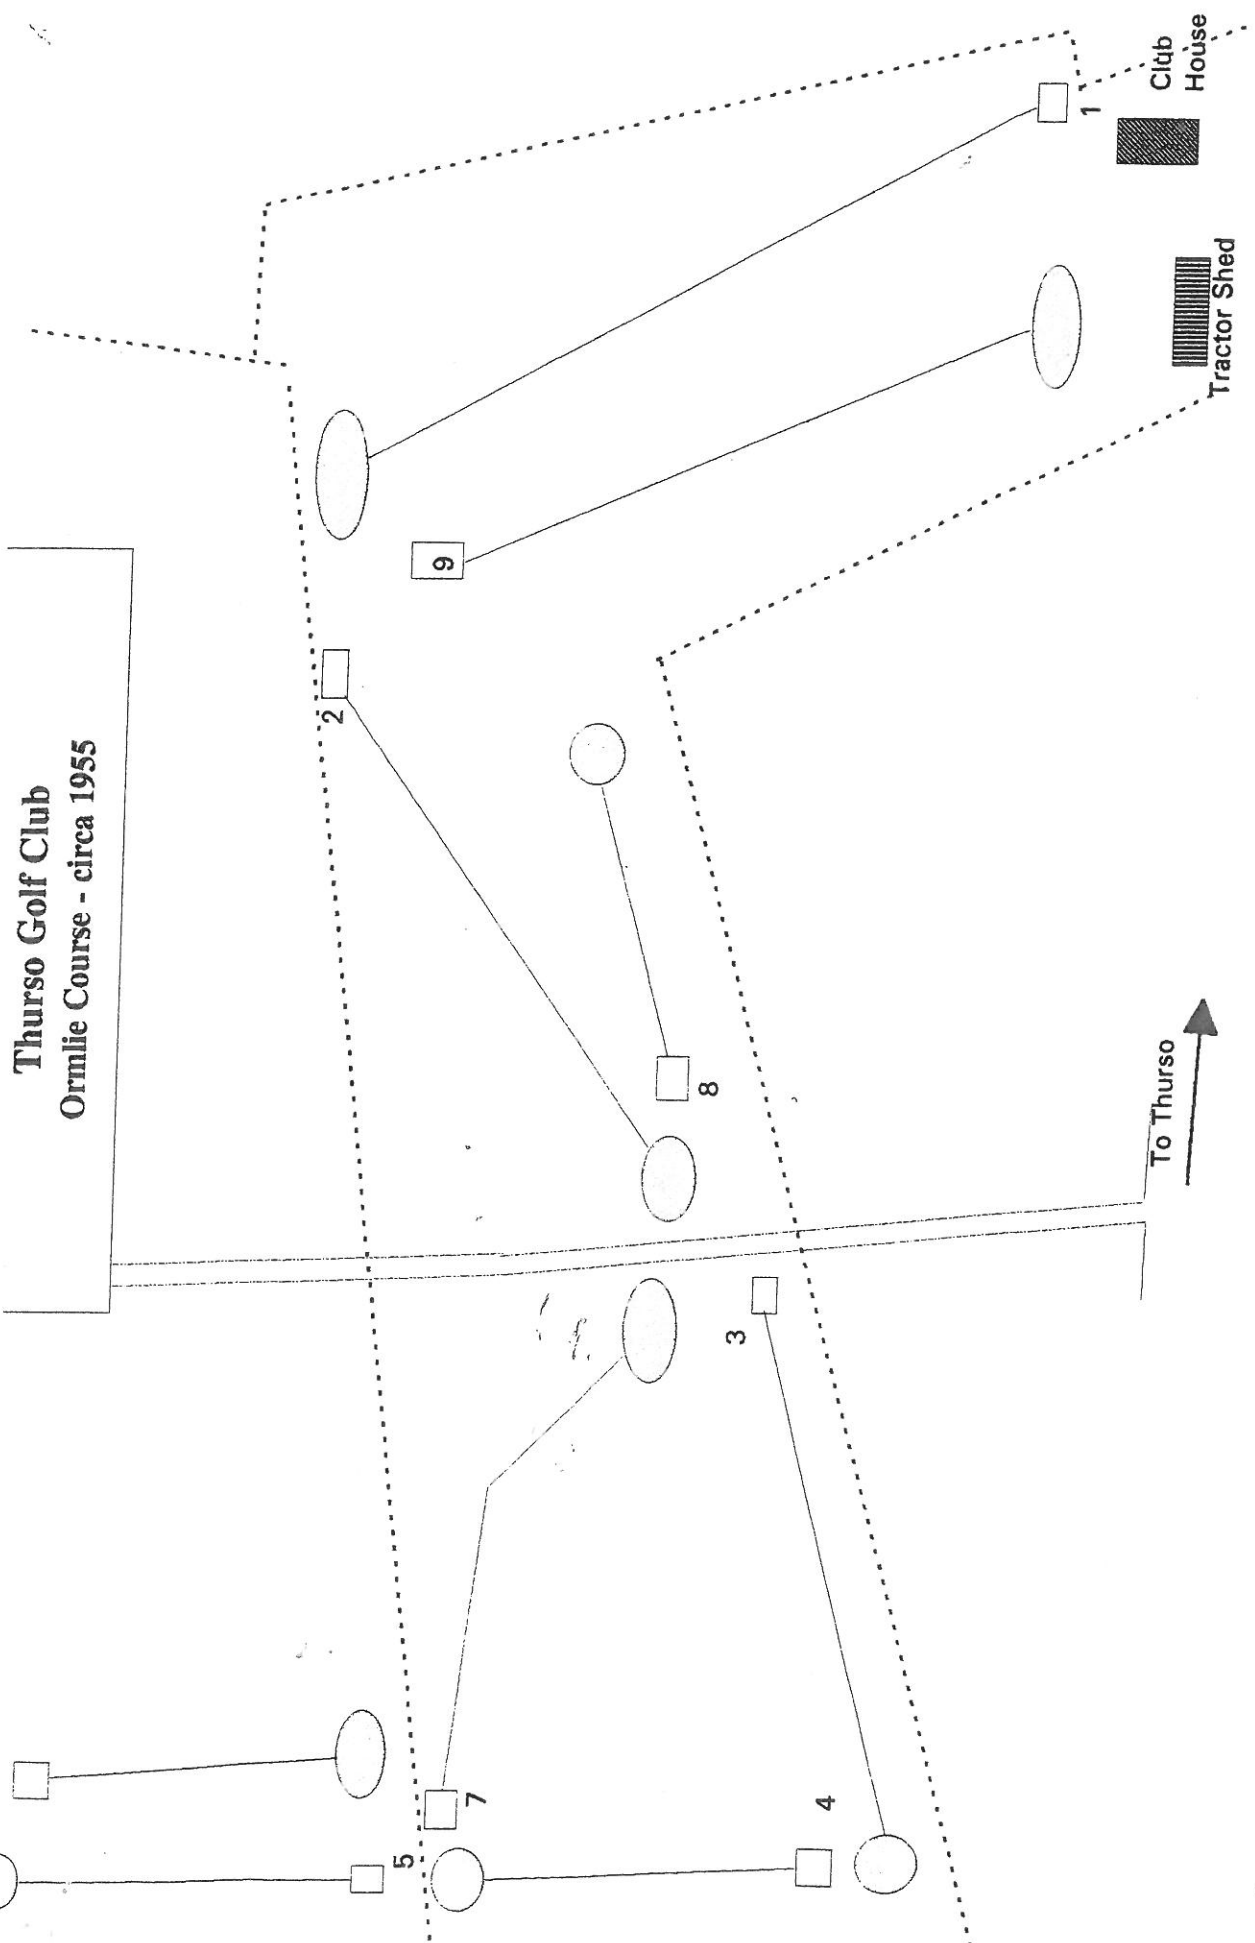 Thurso Golf Club
Ormlie Course - circa 1955
Club
House
1
Tractor Shed
9
2
8
To Thurso
3
7
4
5